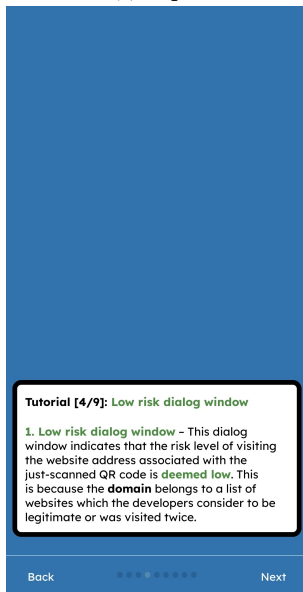 Tutorial [4/9]: Low risk dialog window
1. Low risk dialog window – This dialog
window indicates that the risk level of visiting
the website address associated with the
just-scanned QR code is deemed low. This
is because the domain belongs to a list of
websites which the developers consider to be
legitimate or was visited twice.
Back Next